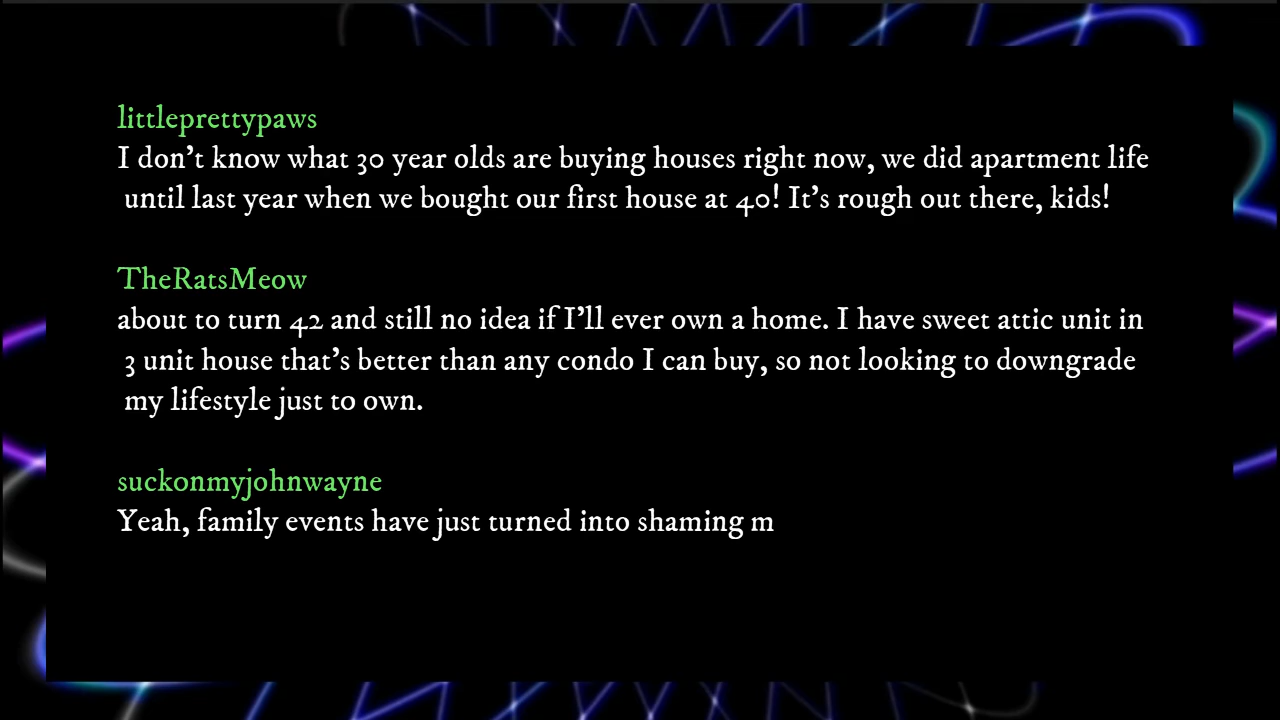 littleprettypaws
I don't know what 30 year olds are buying houses right now, we did apartment life
until last year when we bought our first house at 40! It's rough out there, kids!
TheRatsMeow
about to turn 42 and still no idea if I'll ever own a home. I have sweet attic unit in
3 unit house that's better than any condo I can buy, so not looking to downgrade
my lifestyle just to own.
suckonmyjohnwayne
Yeah, family events have just turned into shaming m